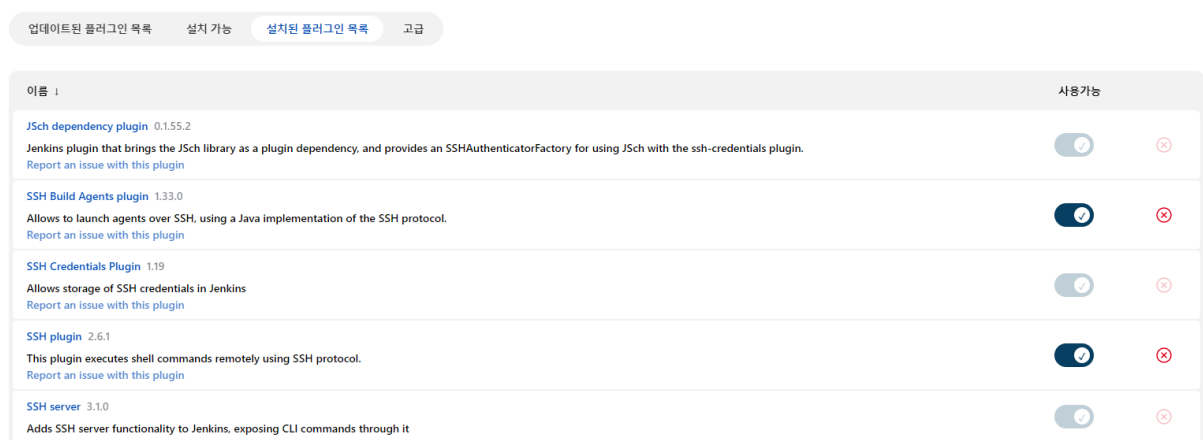 업데이트된 플러그인 목록 설치 가능 설치된 플러그인 목록 고급
이름 ↓ 사용가능
JSch dependency plugin 0.1.55.2
Jenkins plugin that brings the JSch library as a plugin dependency, and provides an SSHAuthenticatorFactory for using JSch with the ssh-credentials plugin.
Report an issue with this plugin
SSH Build Agents plugin 1.33.0
Allows to launch agents over SSH, using a Java implementation of the SSH protocol.
Report an issue with this plugin
SSH Credentials Plugin 1.19
Allows storage of SSH credentials in Jenkins
Report an issue with this plugin
SSH plugin 2.6.1
This plugin executes shell commands remotely using SSH protocol.
Report an issue with this plugin
SSH server 3.1.0
Adds SSH server functionality to Jenkins, exposing CLI commands through it